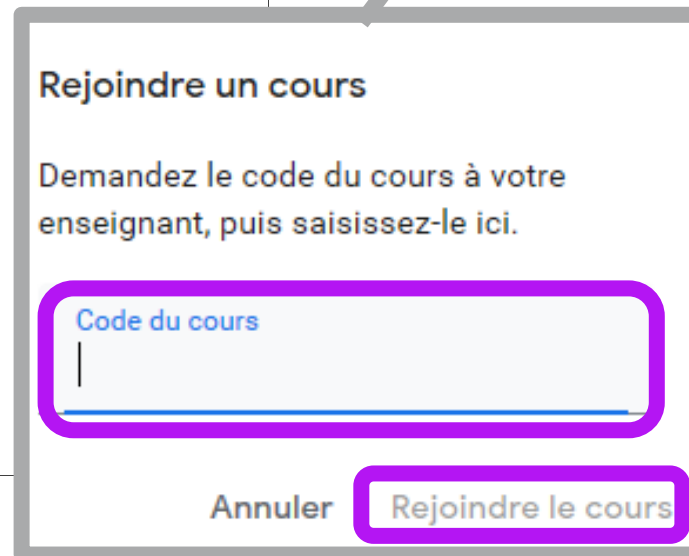 Rejoindre un cours
Demandez le code du cours à votre
enseignant, puis saisissez-le ici.
Code du cours
Annuler Rejoindre le cours